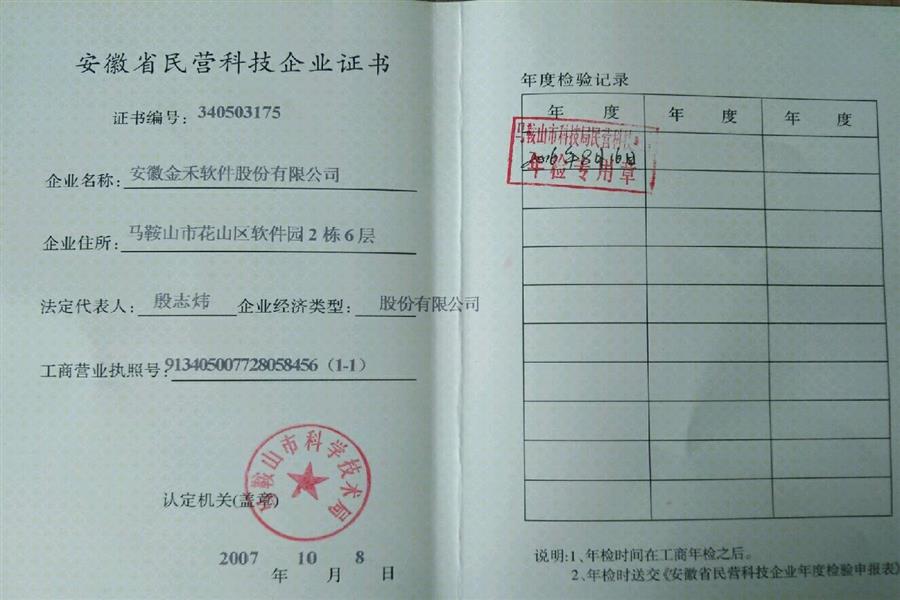 安徽省民营科技企业证书
证书编号：340503175
企业名称：安徽金禾软件股份有限公司
企业住所：马鞍山市花山区软件园2栋6层
法定代表人：殷志炜 企业经济类型：股份有限公司
工商营业执照号：913405007728058456（1-1）
马鞍山市科学技术局
认定机关(盖章)
2007 10 8
年 月 日
年度检验记录
年 度 年 度 年 度
马鞍山市科技局民营科技
2016年8月16日
年检专用章
说明:1、年检时间在工商年检之后。
2、年检时送交《安徽省民营科技企业年度检验申报表》